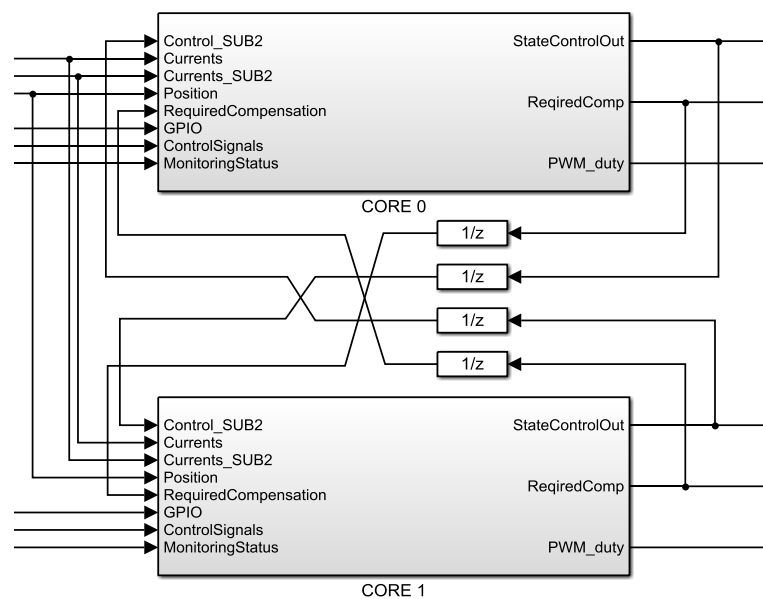 Control_SUB2
StateControlOut
Currents
Currents_SUB2
Position
ReqiredComp
RequiredCompensation
GPIO
ControlSignals
MonitoringStatus
PWM_duty
CORE 0
1/z
1/z
1/z
1/z
Control_SUB2
StateControlOut
Currents
Currents_SUB2
Position
ReqiredComp
RequiredCompensation
GPIO
ControlSignals
MonitoringStatus
PWM_duty
CORE 1